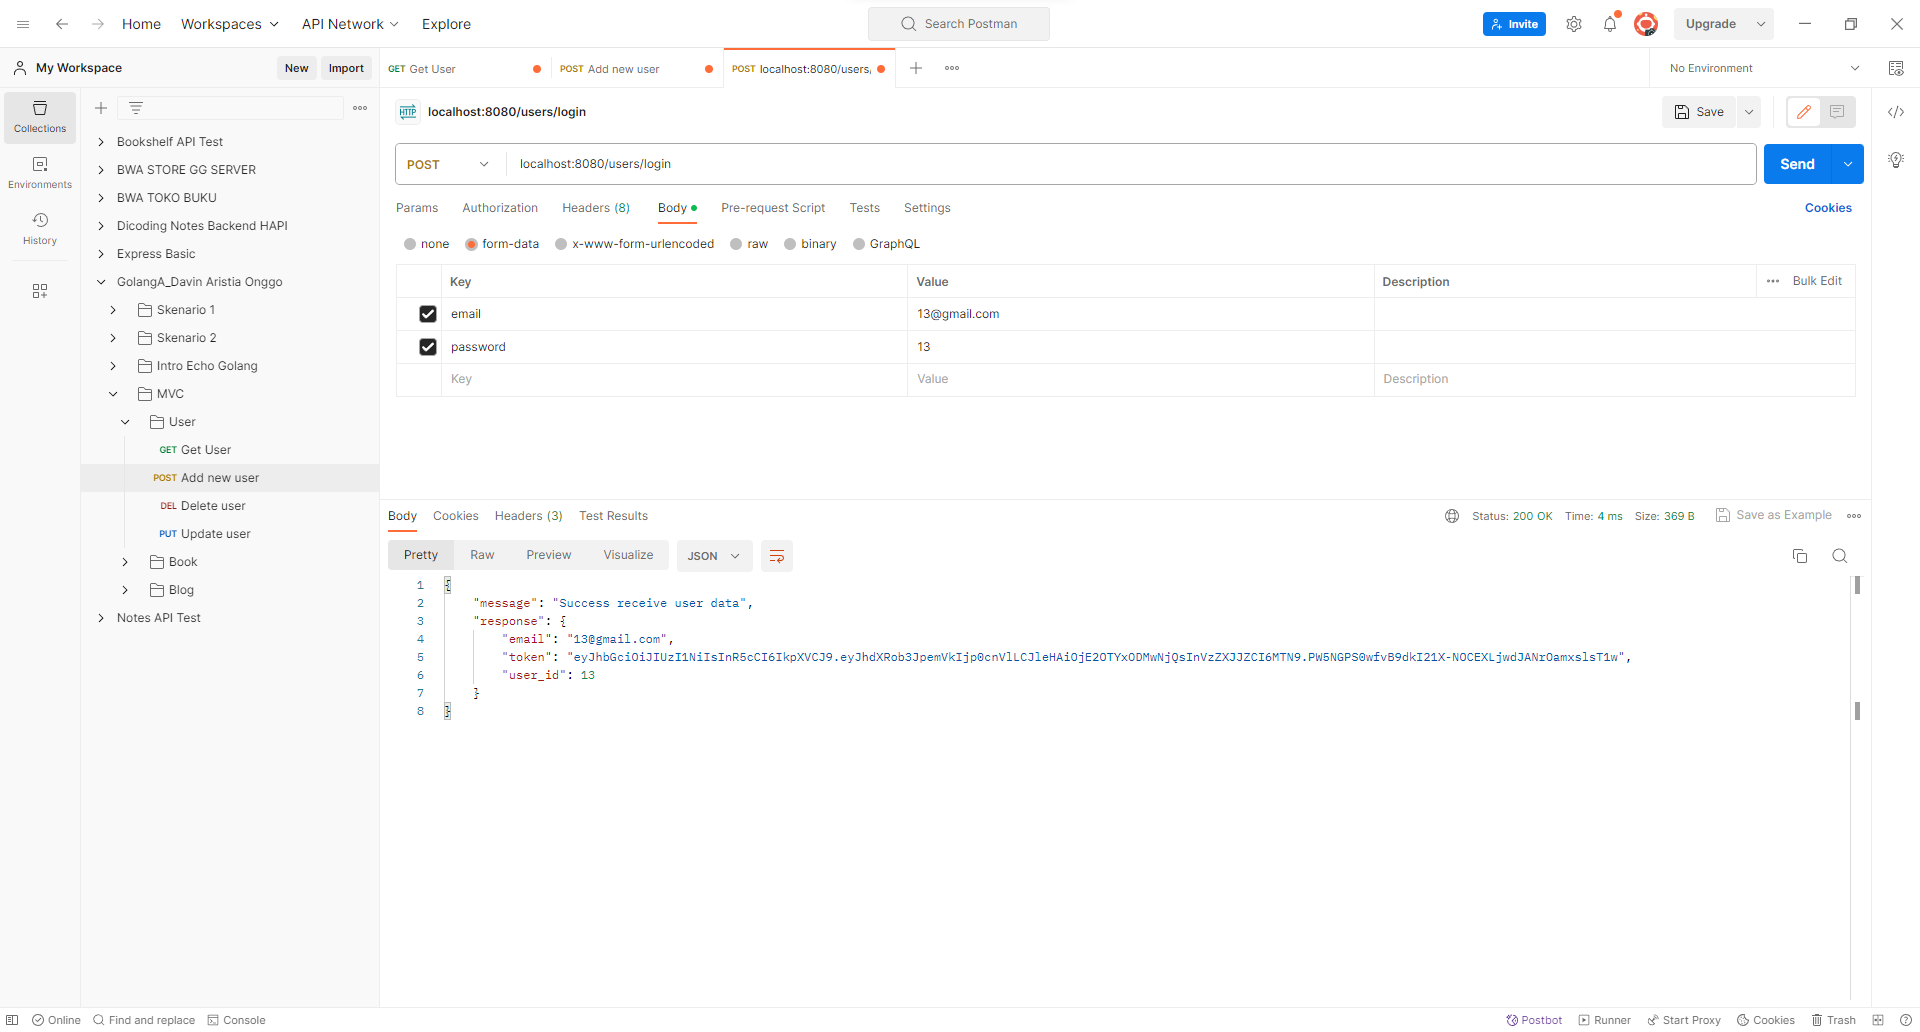 Home Workspaces API Network Explore Search Postman Invite Upgrade
My Workspace New Import GET Get User POST Add new user POST localhost:8080/users, No Environment
localhost:8080/users/login Save
Collections
Environments
History
Bookshelf API Test
BWA STORE GG SERVER
BWA TOKO BUKU
Dicoding Notes Backend HAPI
Express Basic
GolangA_Davin Aristia Onggo
Skenario 1
Skenario 2
Intro Echo Golang
MVC
User
GET Get User
POST Add new user
DEL Delete user
PUT Update user
Book
Blog
Notes API Test
POST localhost:8080/users/login Send
Params Authorization Headers (8) Body Pre-request Script Tests Settings Cookies
none form-data x-www-form-urlencoded raw binary GraphQL
Key Value Description Bulk Edit
email 13@gmail.com
password 13
Key Value Description
Body Cookies Headers (3) Test Results Status: 200 OK Time: 4 ms Size: 369 B Save as Example
Pretty Raw Preview Visualize JSON
1 {
2 "message": "Success receive user data",
3 "response": {
4 "email": "13@gmail.com",
5 "token": "eyJhbGciOiJIUzI1NiIsInR5cCI6IkpXVCJ9.eyJhdXRob3JpemVkIjp0cnVlLCJleHAiOjE2OTYxODMwNjQsInVzZXJJZCI6MTN9.PW5NGPS0wfvB9dkI21X-NOCEXLjwdJANrOamxslsT1w",
6 "user_id": 13
7 }
8 }
Online Find and replace Console Postbot Runner Start Proxy Cookies Trash